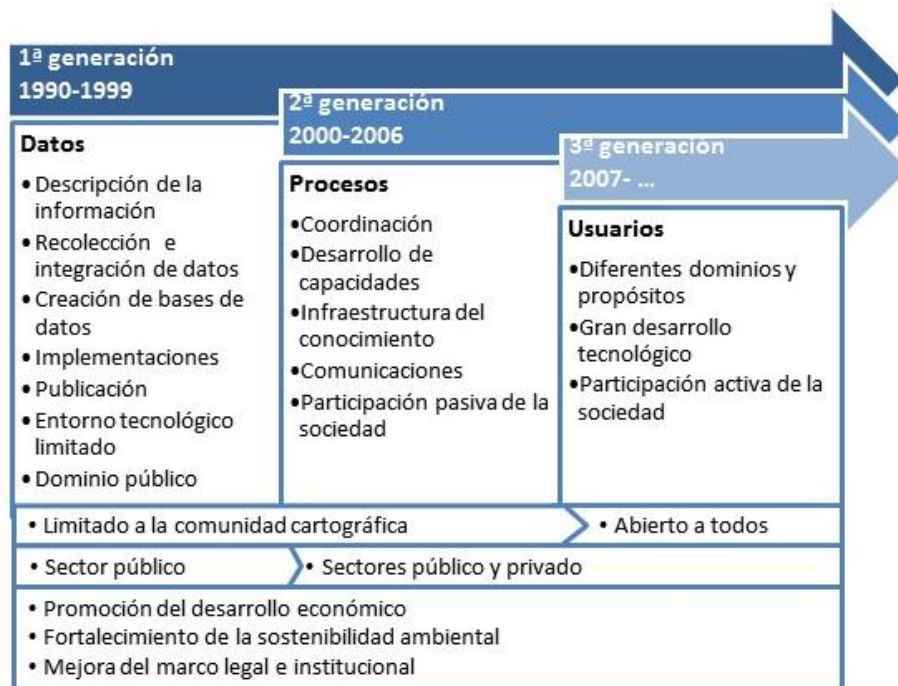 1ª generación
1990-1999
2ª generación
2000-2006
3ª generación
2007- ...
Datos
• Descripción de la
información
• Recolección e
integración de datos
• Creación de bases de
datos
• Implementaciones
• Publicación
• Entorno tecnológico
limitado
• Dominio público
Procesos
• Coordinación
• Desarrollo de
capacidades
• Infraestructura del
conocimiento
• Comunicaciones
• Participación pasiva de la
sociedad
Usuarios
• Diferentes dominios y
propósitos
• Gran desarrollo
tecnológico
• Participación activa de la
sociedad
• Limitado a la comunidad cartográfica
• Abierto a todos
• Sector público
• Sectores público y privado
• Promoción del desarrollo económico
• Fortalecimiento de la sostenibilidad ambiental
• Mejora del marco legal e institucional